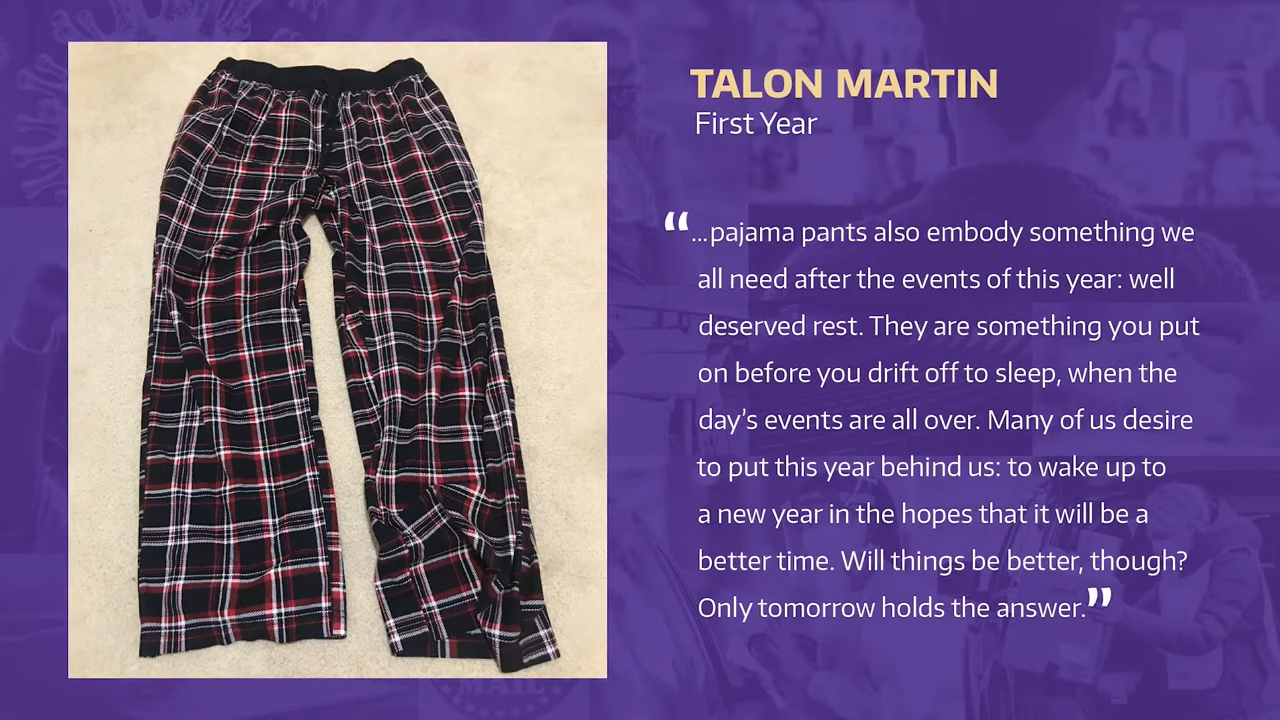 TALON MARTIN
First Year
“...pajama pants also embody something we
all need after the events of this year: well
deserved rest. They are something you put
on before you drift off to sleep, when the
day’s events are all over. Many of us desire
to put this year behind us: to wake up to
a new year in the hopes that it will be a
better time. Will things be better, though?
Only tomorrow holds the answer.”
MAIL